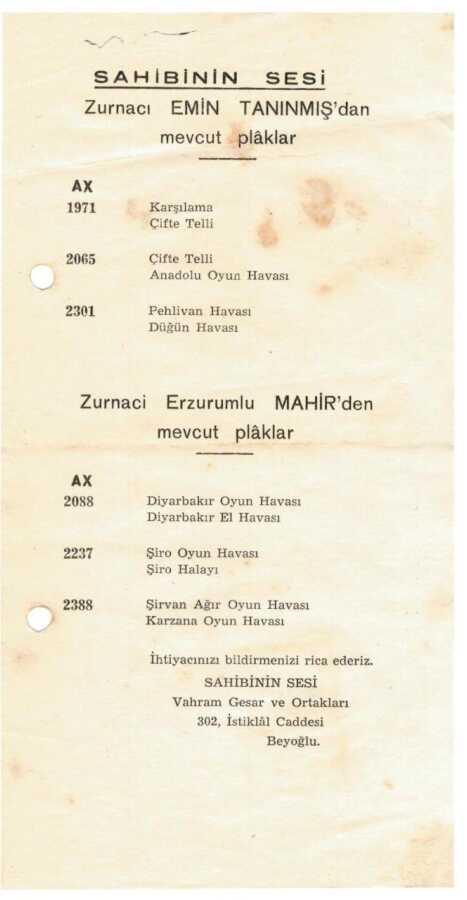 SAHİBİNİN SESİ
Zurnacı EMİN TANINMIŞ'dan
mevcut plâklar
AX
1971 Karşılama
Çifte Telli
2065 Çifte Telli
Anadolu Oyun Havası
2301 Pehlivan Havası
Düğün Havası
Zurnaci Erzurumlu MAHİR'den
mevcut plâklar
AX
2088 Diyarbakır Oyun Havası
Diyarbakır El Havası
2237 Şiro Oyun Havası
Şiro Halayı
2388 Şirvan Ağır Oyun Havası
Karzana Oyun Havası
İhtiyacınızı bildirmenizi rica ederiz.
SAHİBİNİN SESİ
Vahram Gesar ve Ortakları
302, İstiklâl Caddesi
Beyoğlu.